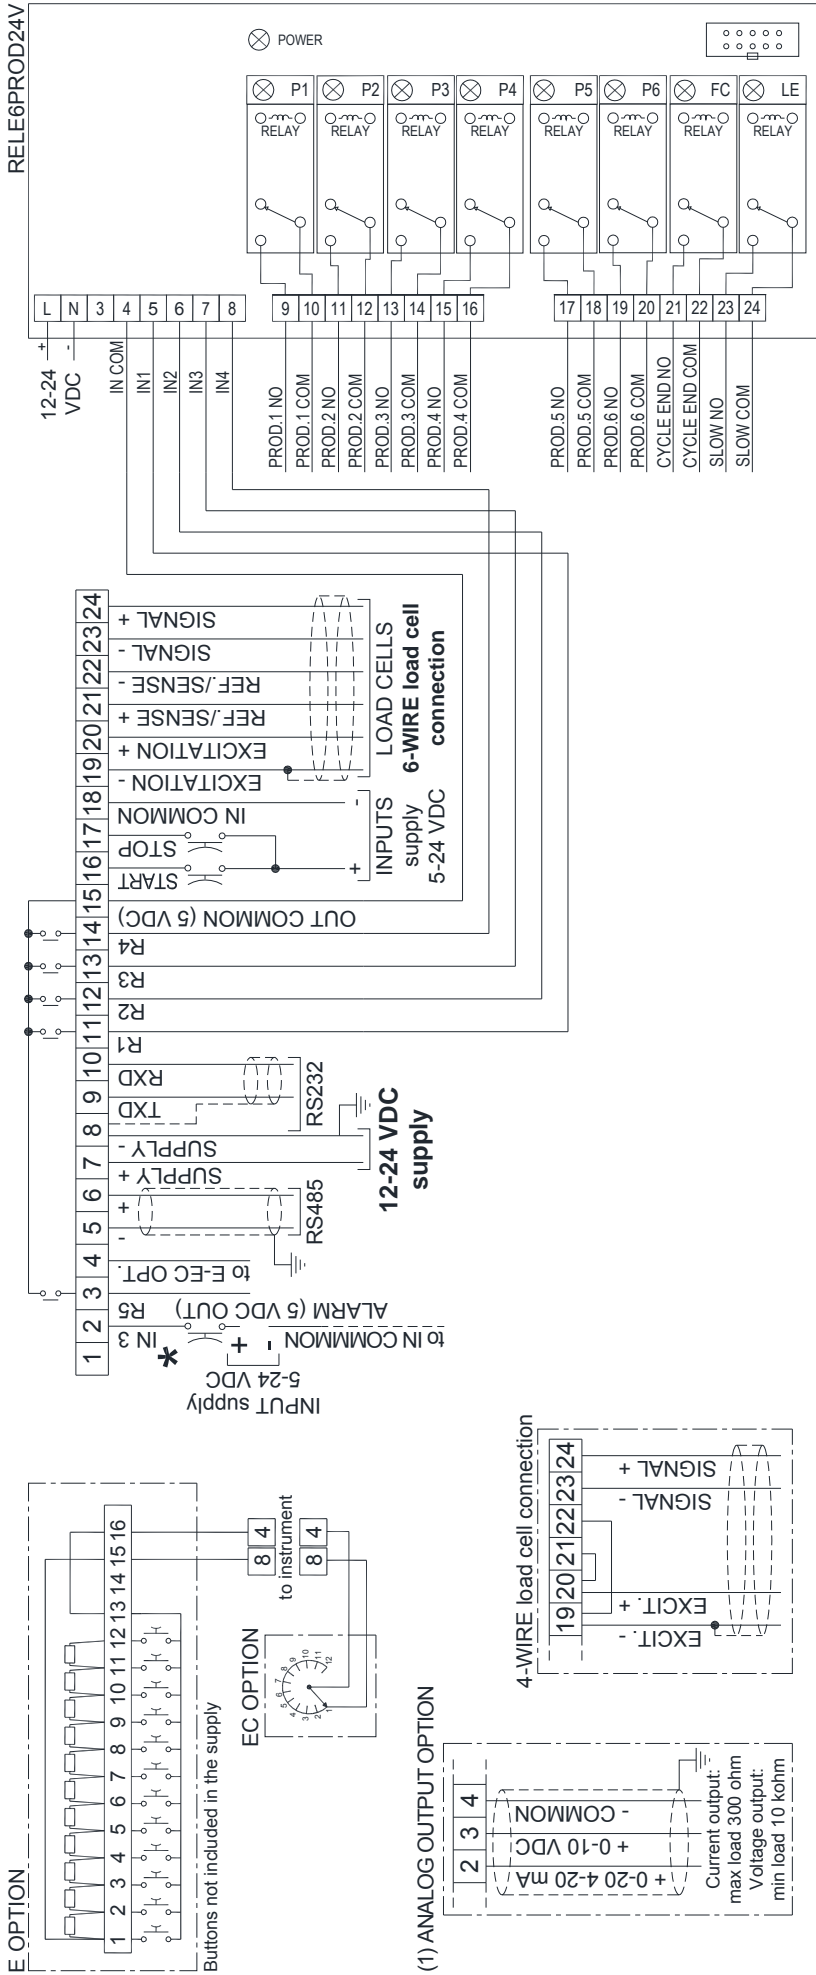 RELE6PROD24V
POWER
P1 P2 P3 P4 P5 P6 FC LE
RELAY RELAY RELAY RELAY RELAY RELAY RELAY RELAY
L N 3 4 5 6 7 8
9 10 11 12 13 14 15 16
17 18 19 20 21 22 23 24
+ -
12-24
VDC
IN COM
IN1
IN2
IN3
IN4
PROD.1 NO
PROD.1 COM
PROD.2 NO
PROD.2 COM
PROD.3 NO
PROD.3 COM
PROD.4 NO
PROD.4 COM
PROD.5 NO
PROD.5 COM
PROD.6 NO
PROD.6 COM
CYCLE END NO
CYCLE END COM
SLOW NO
SLOW COM
24
23
22
21
20
19
18
17
16
15
14
13
12
11
10
9
8
7
6
5
4
3
2
1
SIGNAL +
SIGNAL -
REF./SENSE -
REF./SENSE +
EXCITATION +
EXCITATION -
IN COMMON
STOP
START
OUT COMMON (5 VDC)
R4
R3
R2
R1
RXD
TXD
SUPPLY -
SUPPLY +
+
-
to E-EC OPT.
R5 ALARM (5 VDC OUT)
IN 3
LOAD CELLS
6-WIRE load cell
connection
- +
INPUTS
supply
5-24 VDC
RS232
12-24 VDC
supply
RS485
*
+ -
to IN COMMMON
INPUT supply
5-24 VDC
E OPTION
1 2 3 4 5 6 7 8 9 10 11 12 13 14 15 16
Buttons not included in the supply
8 4
to instrument
8 4
EC OPTION
1 2 3 4 5 6 7 8 9 10 11 12
4-WIRE load cell connection
19 20 21 22 23 24
SIGNAL +
SIGNAL -
EXCIT. +
EXCIT. -
(1) ANALOG OUTPUT OPTION
2 3 4
- COMMON
+ 0-10 VDC
+ 0-20 4-20 mA
Current output:
max load 300 ohm
Voltage output:
min load 10 kohm